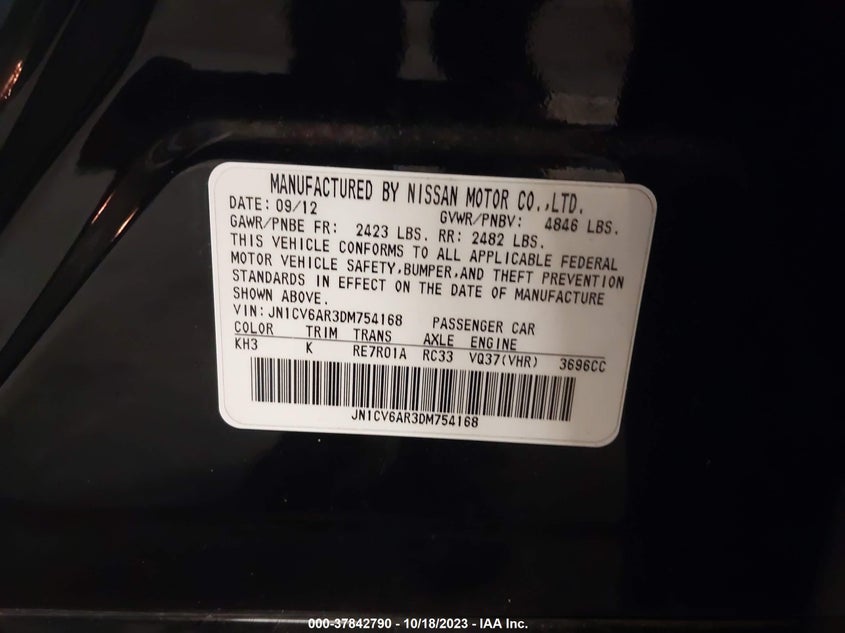 MANUFACTURED BY NISSAN MOTOR CO.,LTD.
DATE: 09/12 GVWR/PNBV: 4846 LBS.
GAWR/PNBE FR: 2423 LBS. RR: 2482 LBS.
THIS VEHICLE CONFORMS TO ALL APPLICABLE FEDERAL
MOTOR VEHICLE SAFETY,BUMPER,AND THEFT PREVENTION
STANDARDS IN EFFECT ON THE DATE OF MANUFACTURE
SHOWN ABOVE.
VIN: JN1CV6AR3DM754168 PASSENGER CAR
COLOR TRIM TRANS AXLE ENGINE
KH3 K RE7R01A RC33 VQ37(VHR) 3696CC
JN1CV6AR3DM754168
000-37842790 - 10/18/2023 - IAA Inc.